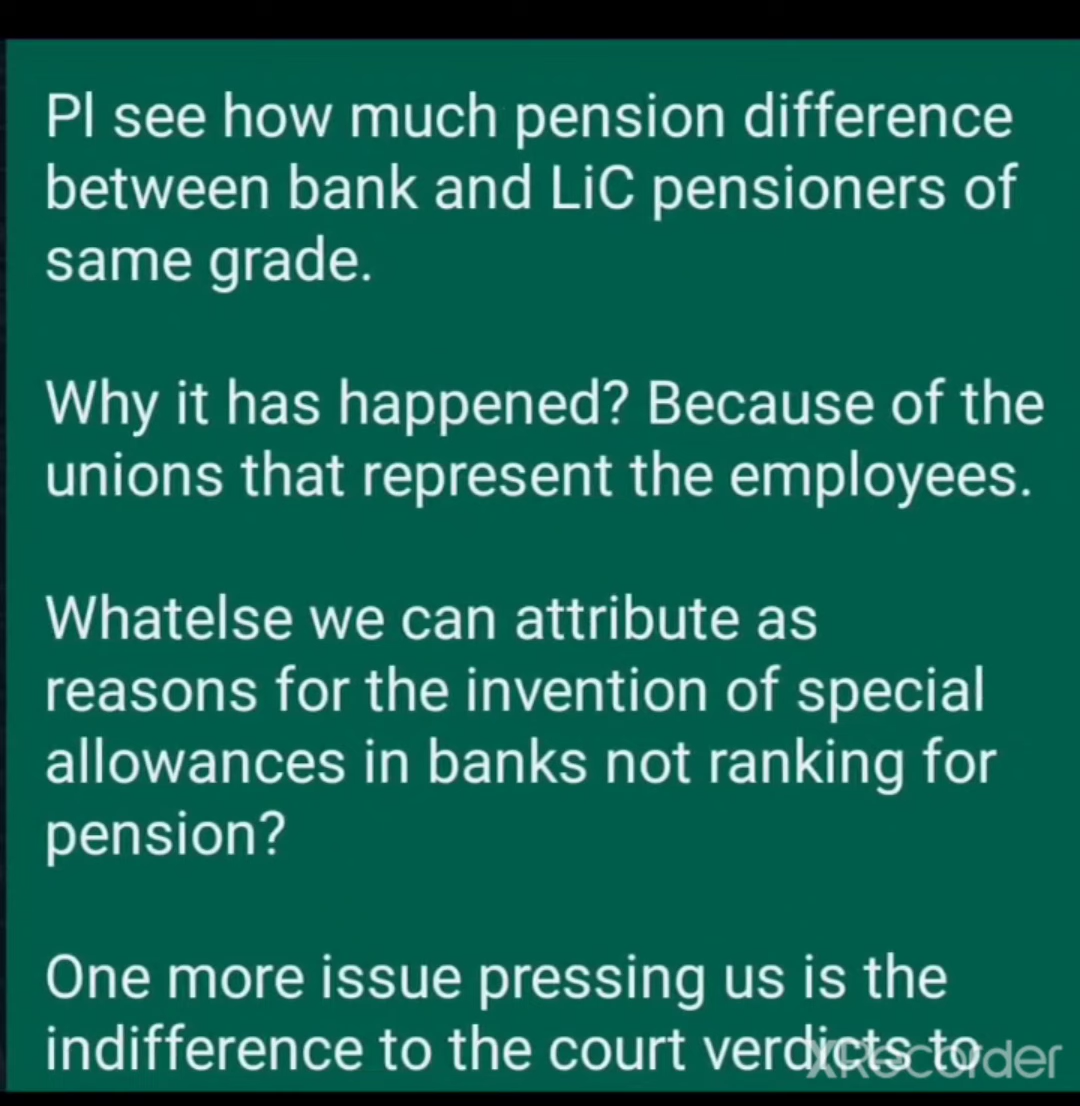 Pl see how much pension difference
between bank and LiC pensioners of
same grade.
Why it has happened? Because of the
unions that represent the employees.
Whatelse we can attribute as
reasons for the invention of special
allowances in banks not ranking for
pension?
One more issue pressing us is the
indifference to the court verdicts to
XRecorder